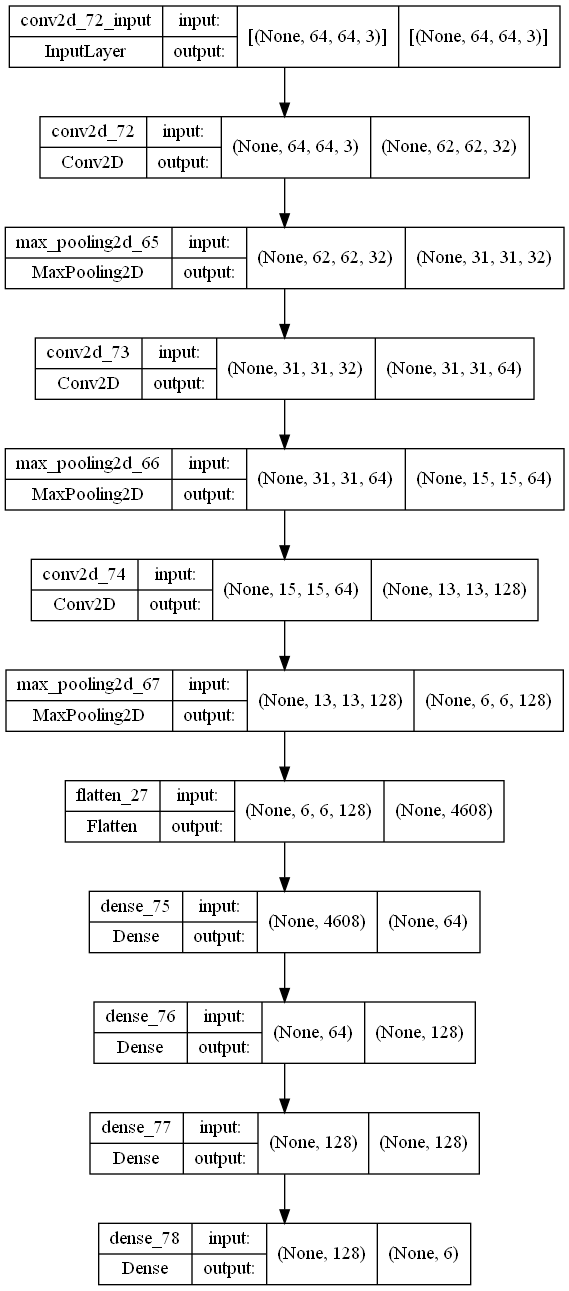 conv2d_72_input input: [(None, 64, 64, 3)] [(None, 64, 64, 3)]
InputLayer output:
conv2d_72 input: (None, 64, 64, 3) (None, 62, 62, 32)
Conv2D output:
max_pooling2d_65 input: (None, 62, 62, 32) (None, 31, 31, 32)
MaxPooling2D output:
conv2d_73 input: (None, 31, 31, 32) (None, 31, 31, 64)
Conv2D output:
max_pooling2d_66 input: (None, 31, 31, 64) (None, 15, 15, 64)
MaxPooling2D output:
conv2d_74 input: (None, 15, 15, 64) (None, 13, 13, 128)
Conv2D output:
max_pooling2d_67 input: (None, 13, 13, 128) (None, 6, 6, 128)
MaxPooling2D output:
flatten_27 input: (None, 6, 6, 128) (None, 4608)
Flatten output:
dense_75 input: (None, 4608) (None, 64)
Dense output:
dense_76 input: (None, 64) (None, 128)
Dense output:
dense_77 input: (None, 128) (None, 128)
Dense output:
dense_78 input: (None, 128) (None, 6)
Dense output: